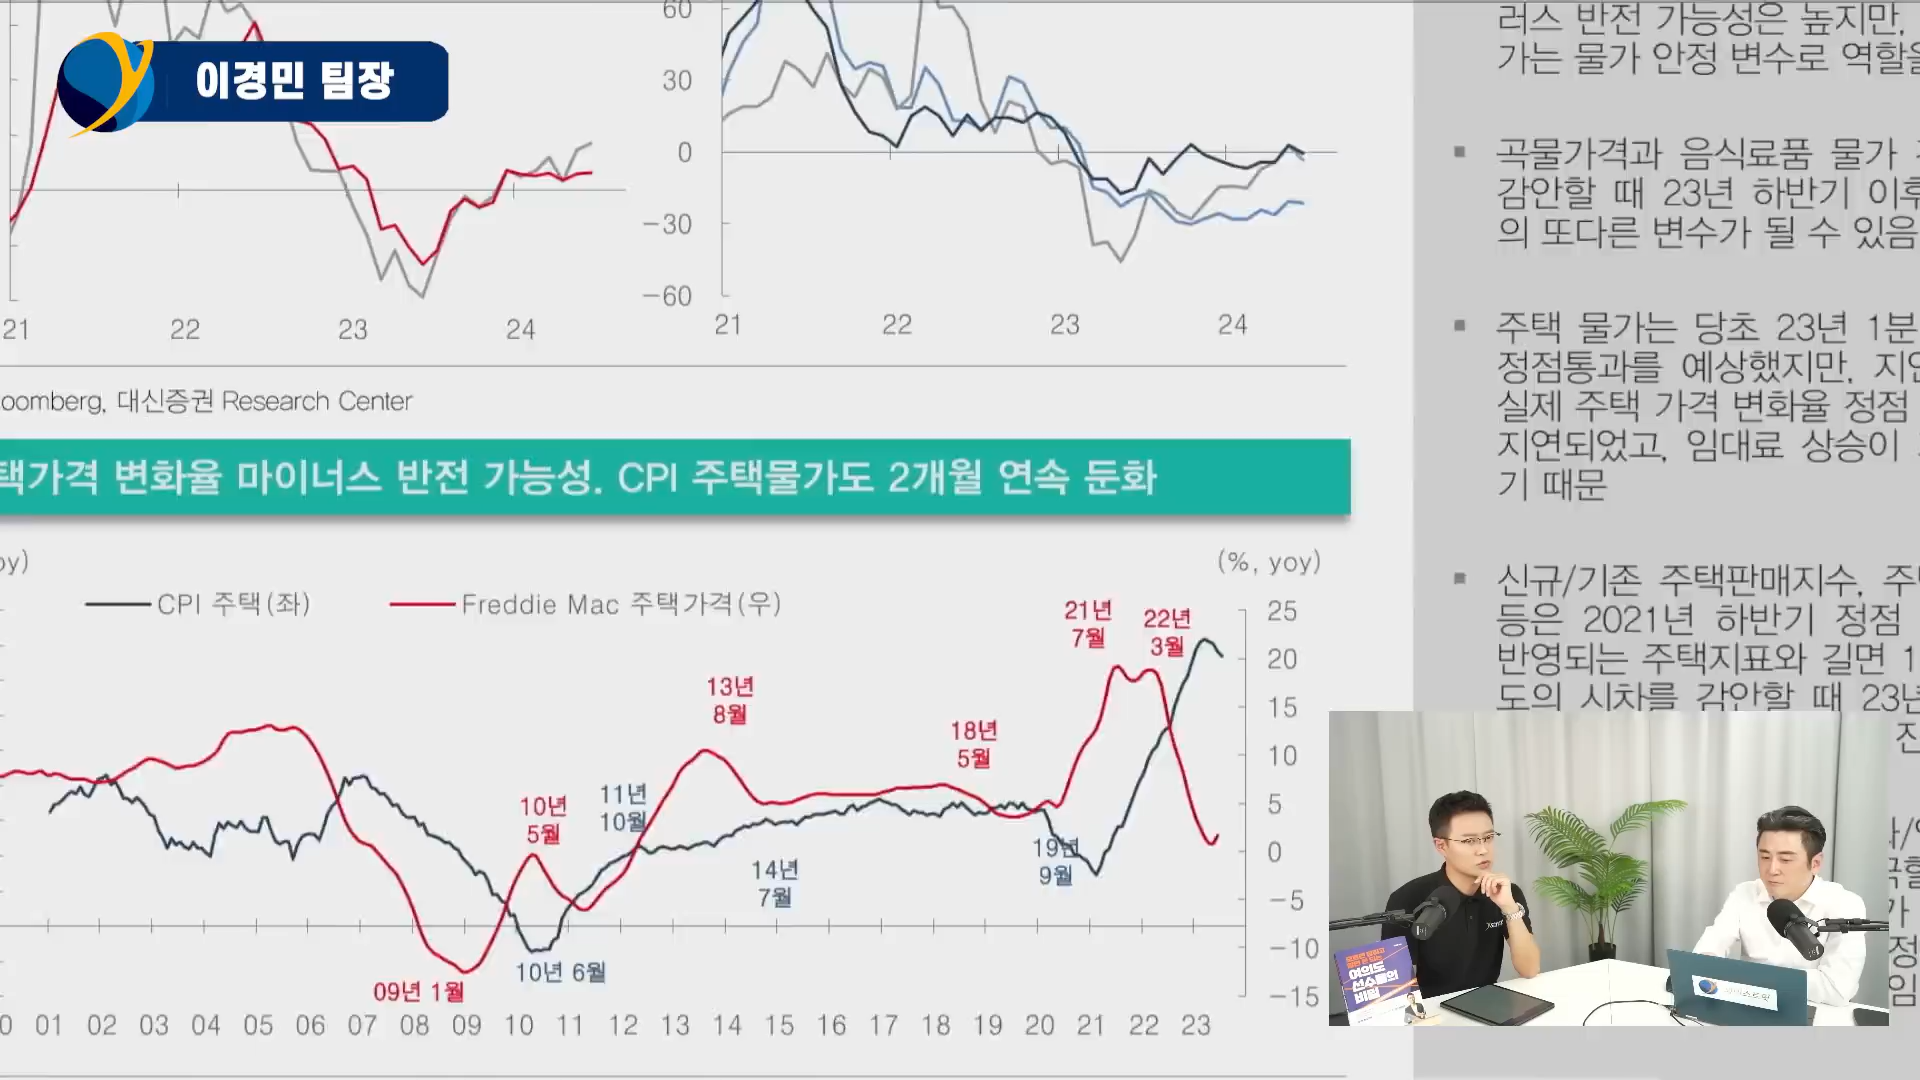 이경민 팀장
21
22
23
24
60
30
0
-30
-60
21
22
23
24
oomberg, 대신증권 Research Center
택가격 변화율 마이너스 반전 가능성. CPI 주택물가도 2개월 연속 둔화
oy)
(%, yoy)
CPI 주택(좌)
Freddie Mac 주택가격(우)
21년
7월
22년
3월
13년
8월
18년
5월
10년
5월
11년
10월
14년
7월
19년
9월
09년 1월
10년 6월
25
20
15
10
5
0
-5
-10
-15
0 01 02 03 04 05 06 07 08 09 10 11 12 13 14 15 16 17 18 19 20 21 22 23
러스 반전 가능성은 높지만,
가는 물가 안정 변수로 역할을
▪ 곡물가격과 음식료품 물가
감안할 때 23년 하반기 이후
의 또다른 변수가 될 수 있음
▪ 주택 물가는 당초 23년 1분
정점통과를 예상했지만, 지연
실제 주택 가격 변화율 정점
지연되었고, 임대료 상승이
기 때문
▪ 신규/기존 주택판매지수, 주택
등은 2021년 하반기 정점
반영되는 주택지표와 길면 1
도의 시차를 감안할 때 23년
여의도
선수들의
비밀